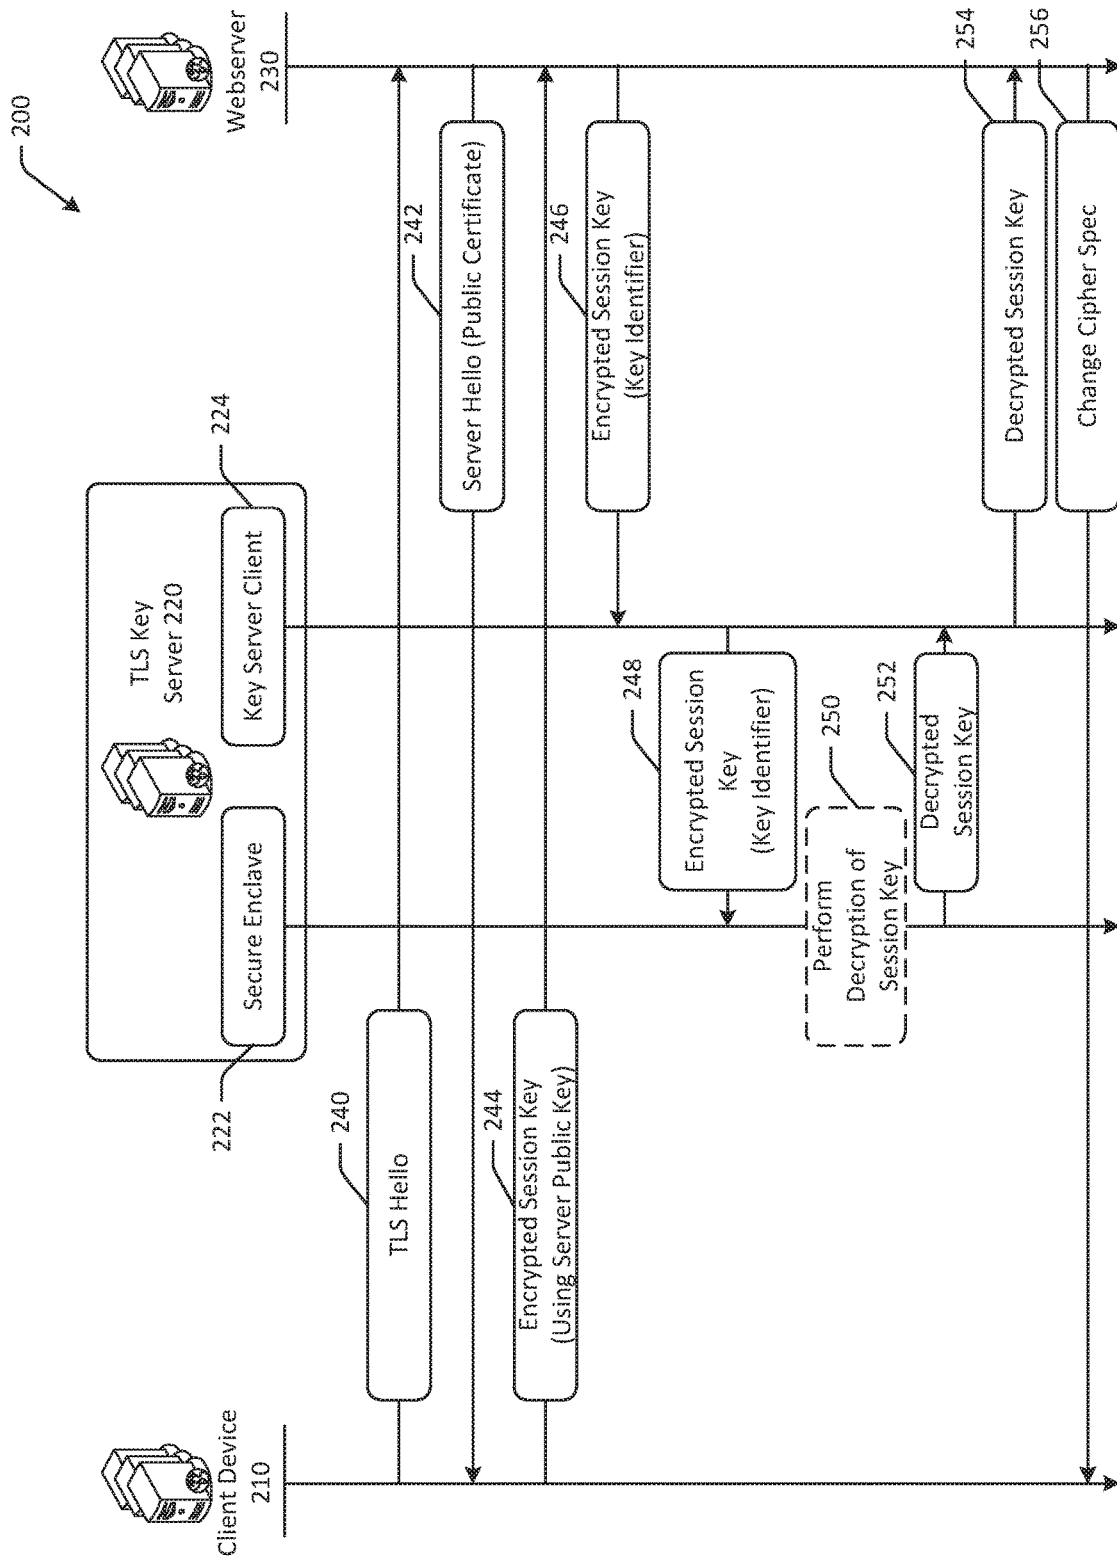 200
Client Device
210
TLS Key
Server 220
Secure Enclave
222
Key Server Client
224
Webserver
230
240
TLS Hello
242
Server Hello (Public Certificate)
244
Encrypted Session Key
(Using Server Public Key)
246
Encrypted Session Key
(Key Identifier)
248
Encrypted Session
Key
(Key Identifier)
250
Perform
Decryption of
Session Key
252
Decrypted
Session Key
254
Decrypted Session Key
256
Change Cipher Spec